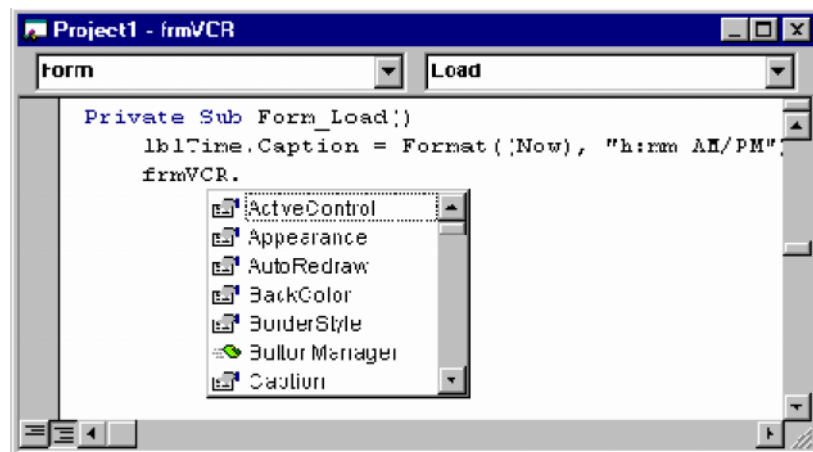 Project1 - frmVCR
Form Load
Private Sub Form_Load()
lblTime.Caption = Format((Now), "h:mm AM/PM")
frmVCR.
ActiveControl
Appearance
AutoRedraw
BackColor
BorderStyle
ButtonManager
Caption